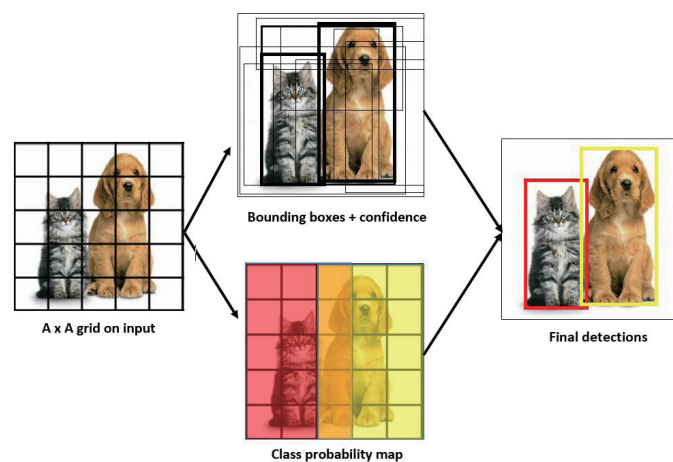 Bounding boxes + confidence
A x A grid on input
Final detections
Class probability map